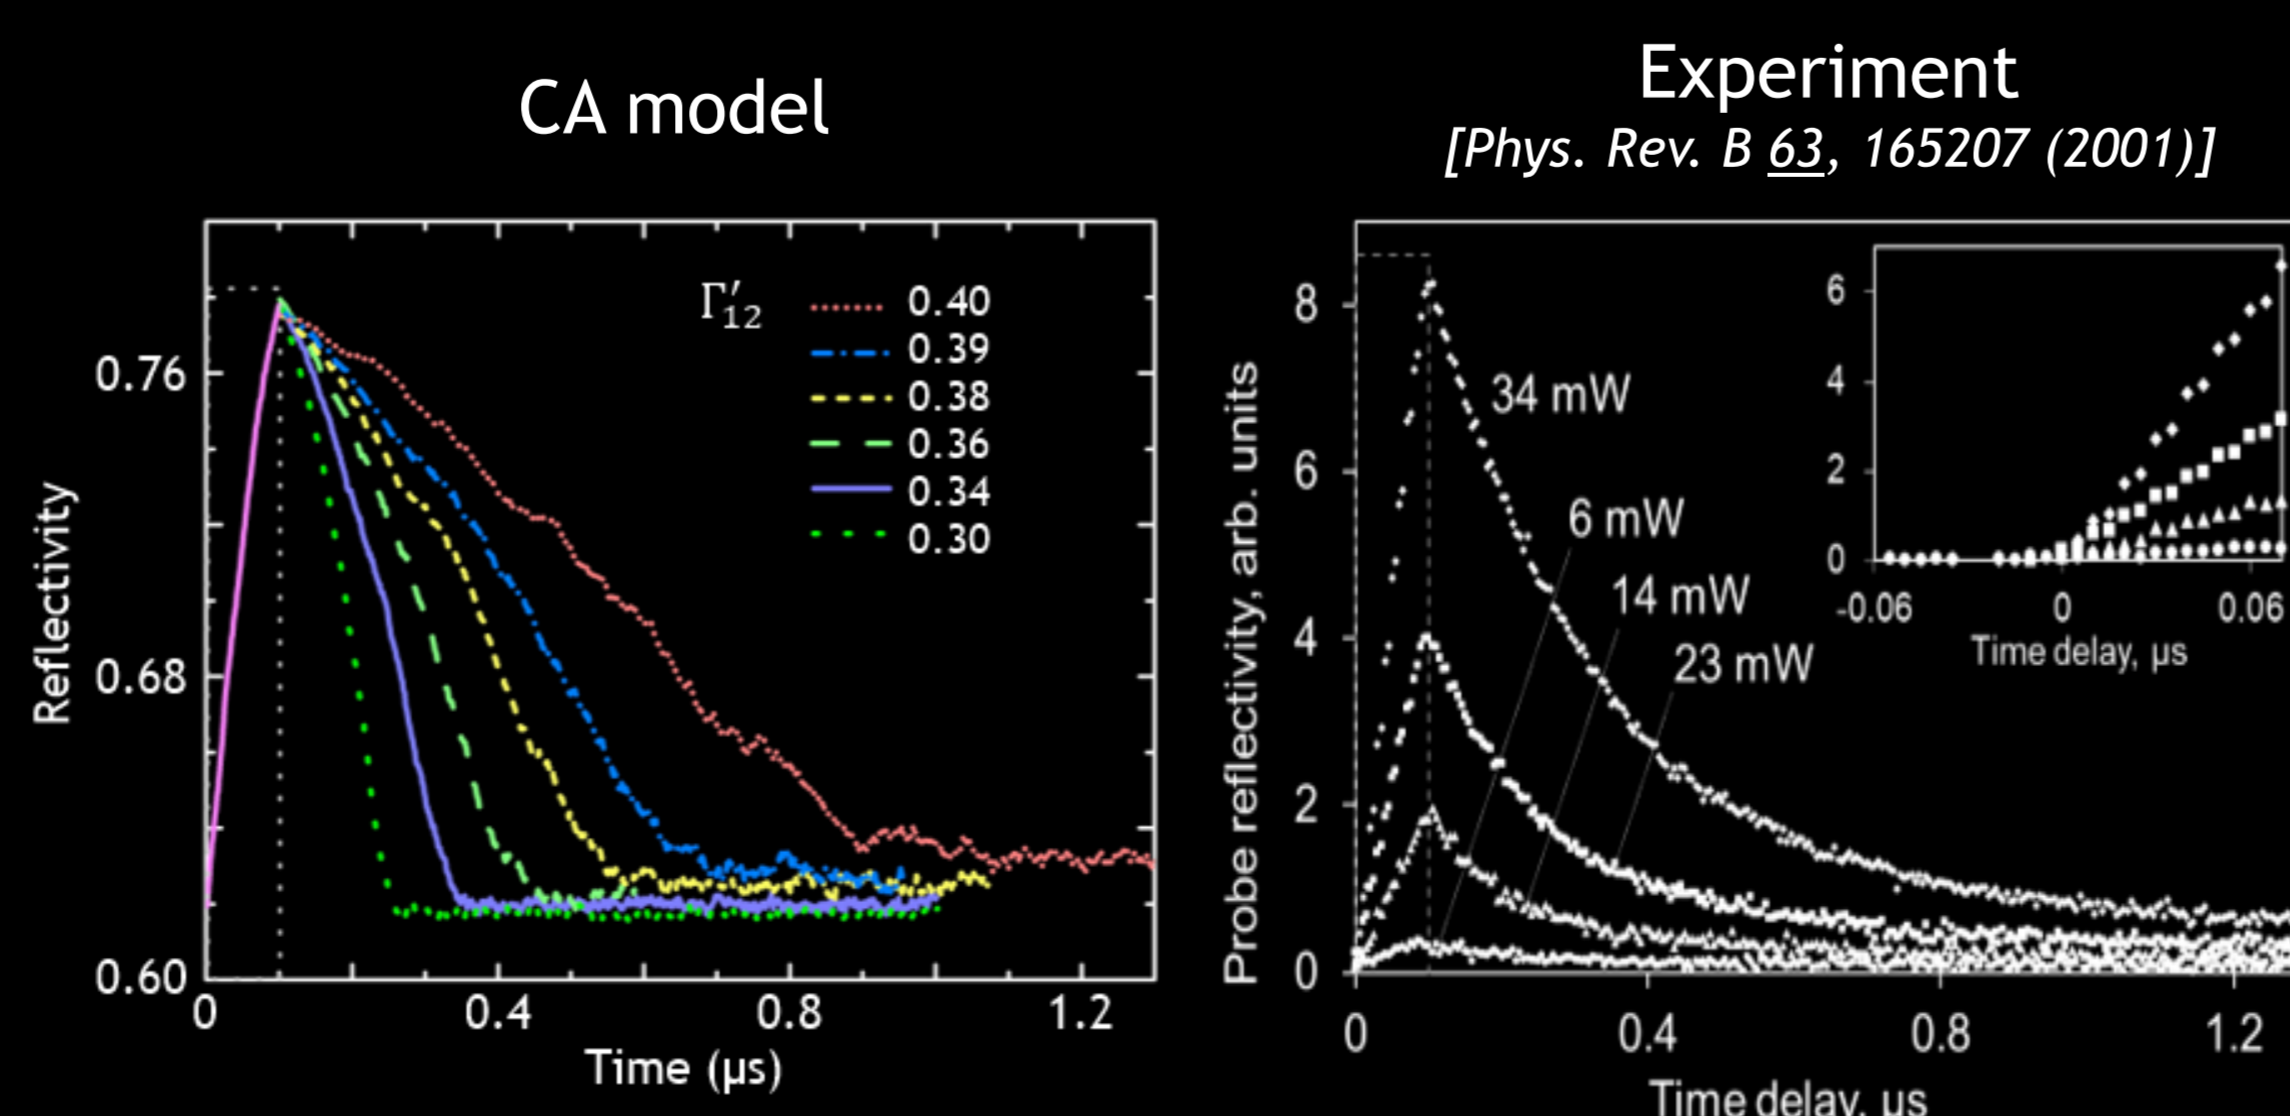 CA model
Γ′12
0.40
0.39
0.38
0.36
0.34
0.30
Reflectivity
0.76
0.68
0.60
0
0.4
0.8
1.2
Time (μs)
Experiment
[Phys. Rev. B 63, 165207 (2001)]
Probe reflectivity, arb. units
8
6
4
2
0
34 mW
6 mW
14 mW
23 mW
6
4
2
0
-0.06
0
0.06
Time delay, μs
0
0.4
0.8
1.2
Time delay, μs